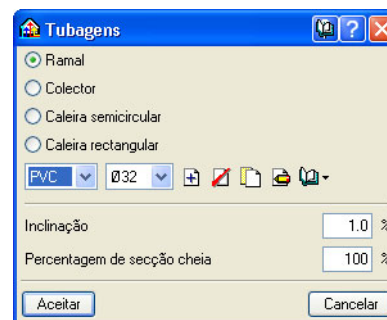 Tubagens
Ramal
Colector
Caleira semicircular
Caleira rectangular
PVC Ø32
Inclinação 1.0 %
Percentagem de secção cheia 100 %
Aceitar Cancelar